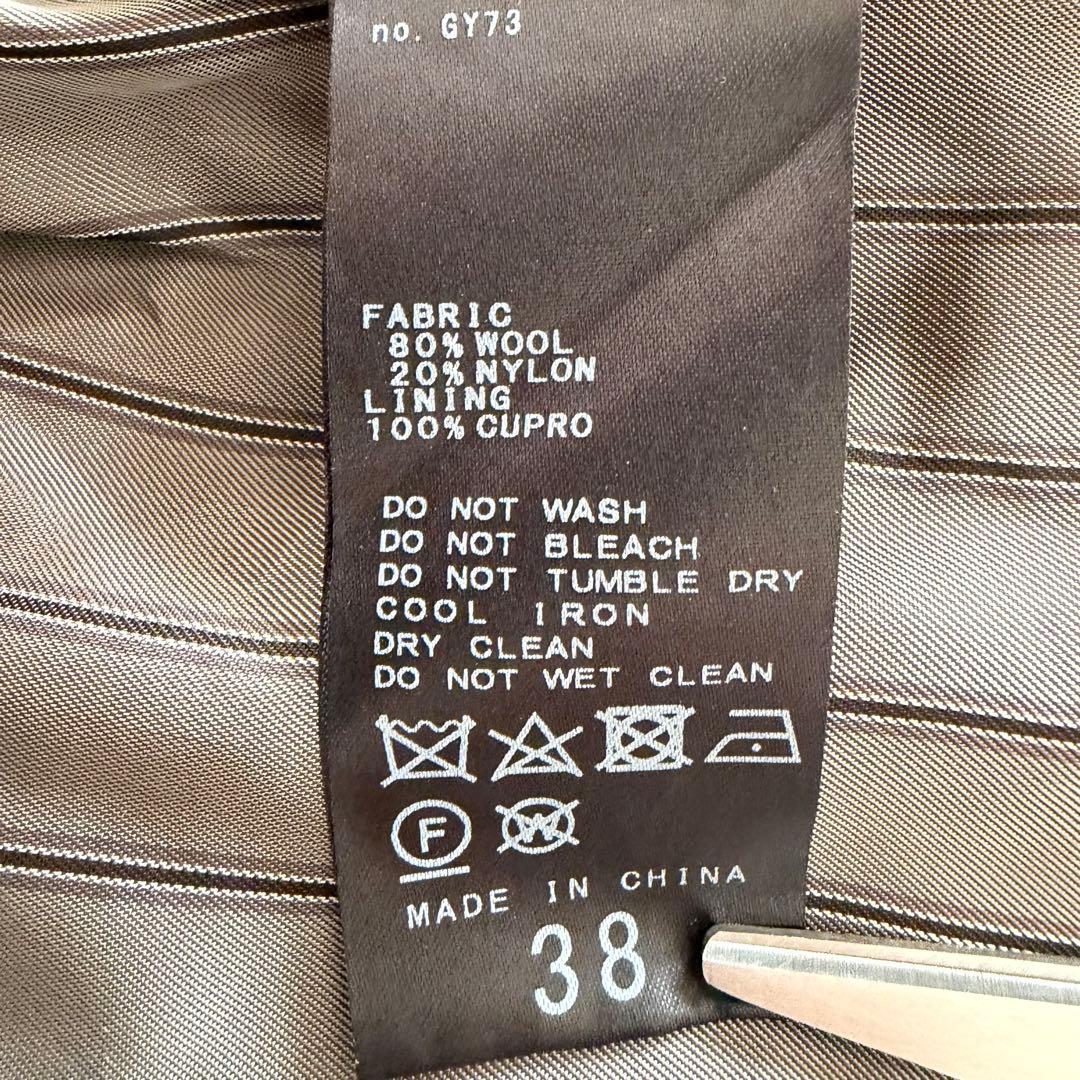 no. GY73
FABRIC
80% WOOL
20% NYLON
LINING
100% CUPRO
DO NOT WASH
DO NOT BLEACH
DO NOT TUMBLE DRY
COOL IRON
DRY CLEAN
DO NOT WET CLEAN
F W
MADE IN CHINA
38